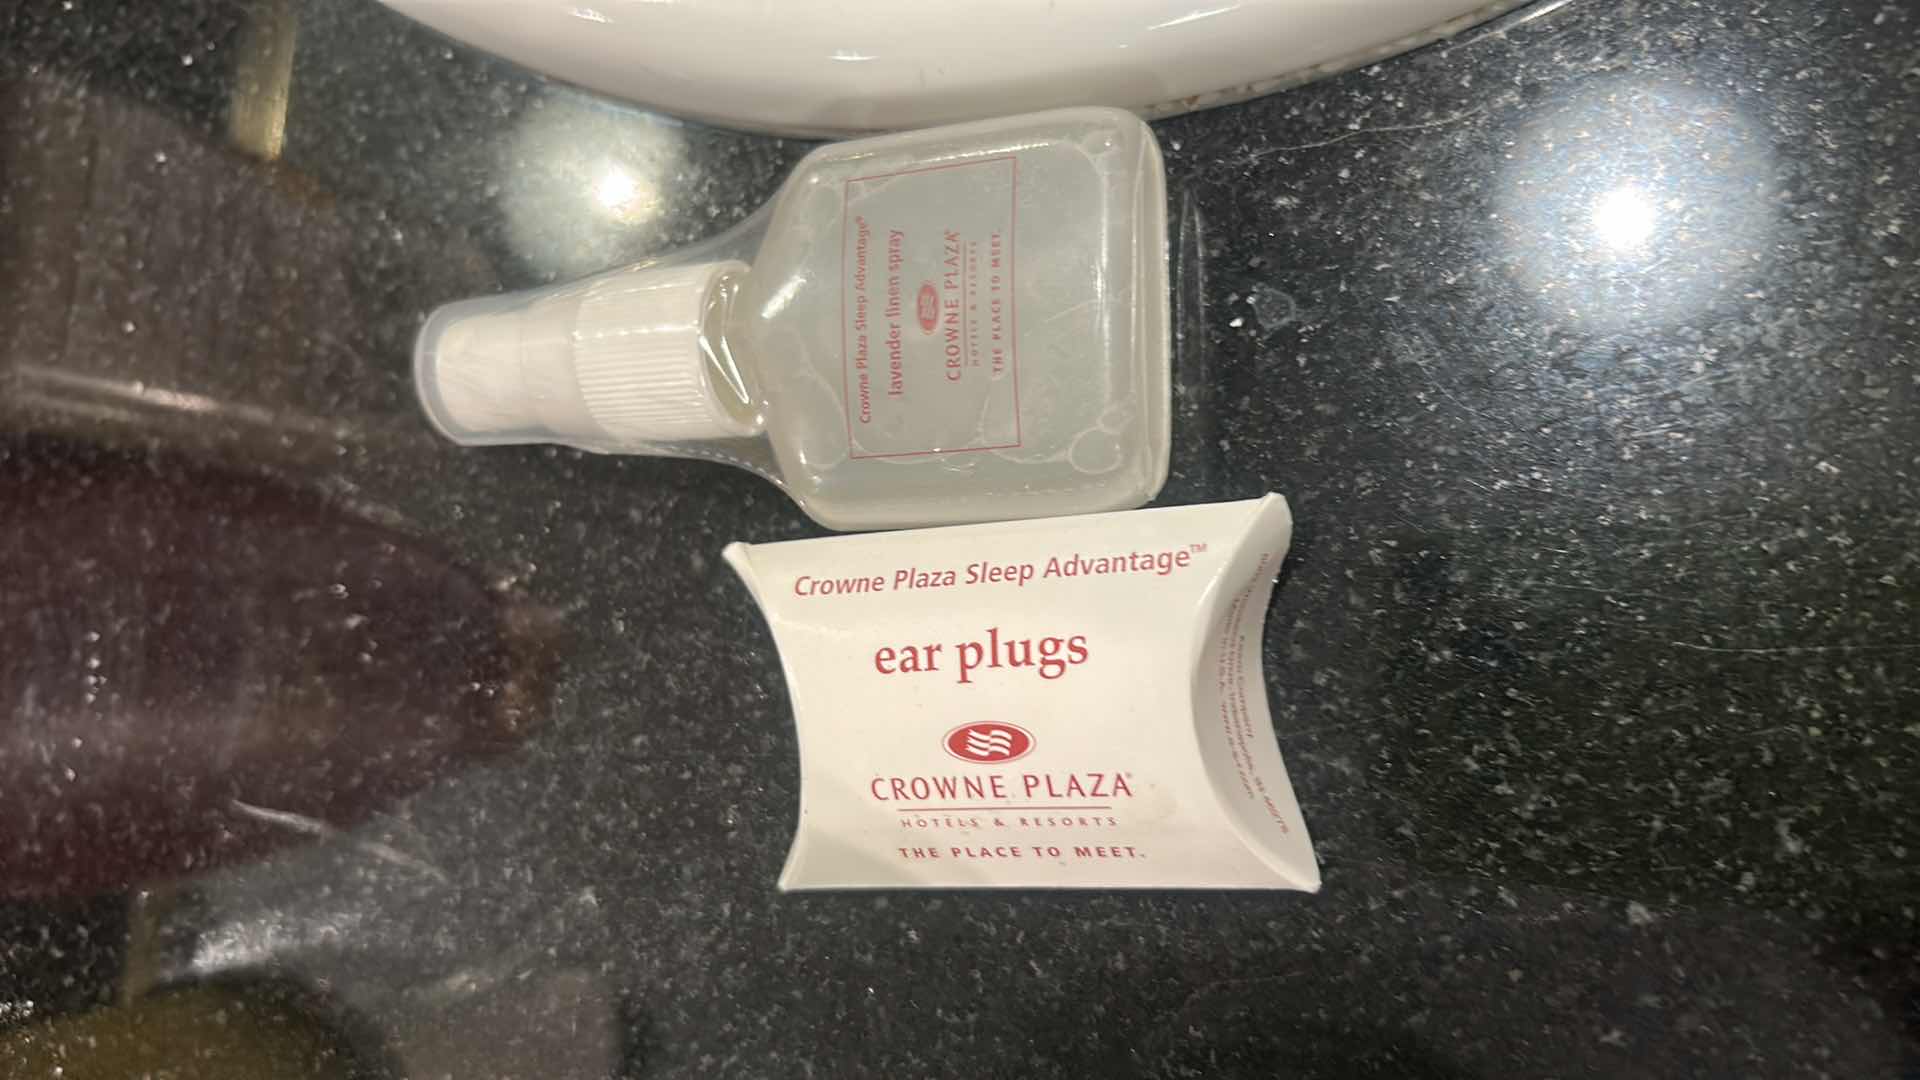 Crowne Plaza Sleep Advantage®
lavender linen spray
CROWNE PLAZA®
HOTELS & RESORTS
THE PLACE TO MEET.
Crowne Plaza Sleep Advantage™
ear plugs
CROWNE PLAZA®
HOTELS & RESORTS
THE PLACE TO MEET.